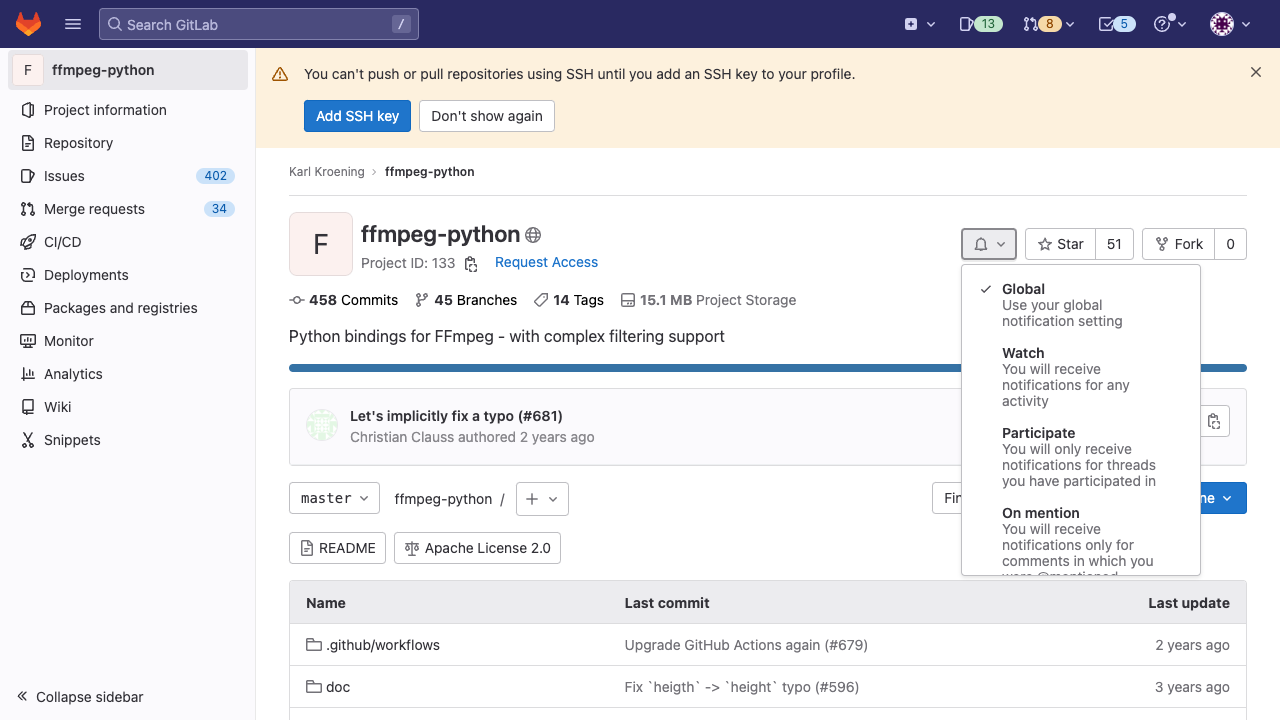 Search GitLab
/
13
8
5
F
ffmpeg-python
Project information
Repository
Issues
402
Merge requests
34
CI/CD
Deployments
Packages and registries
Monitor
Analytics
Wiki
Snippets
Collapse sidebar
You can't push or pull repositories using SSH until you add an SSH key to your profile.
Add SSH key
Don't show again
Karl Kroening
ffmpeg-python
F
ffmpeg-python
Project ID: 133
Request Access
Star
51
Fork
0
458 Commits
45 Branches
14 Tags
15.1 MB Project Storage
Python bindings for FFmpeg - with complex filtering support
Global
Use your global
notification setting
Watch
You will receive
notifications for any
activity
Participate
You will only receive
notifications for threads
you have participated in
On mention
You will receive
notifications only for
comments in which you
were @mentioned
Let's implicitly fix a typo (#681)
Christian Clauss authored 2 years ago
master
ffmpeg-python /
README
Apache License 2.0
Name
Last commit
Last update
.github/workflows
Upgrade GitHub Actions again (#679)
2 years ago
doc
Fix `heigth` -> `height` typo (#596)
3 years ago